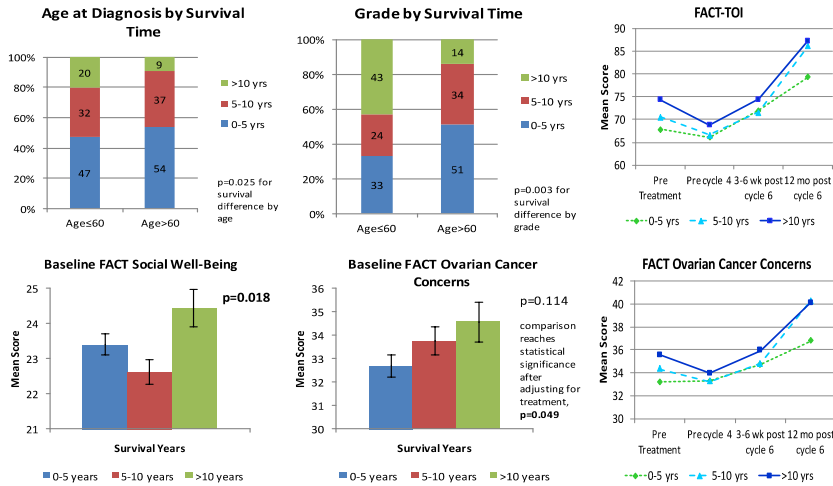 Age at Diagnosis by Survival
Time
100%
80%
60%
40%
20%
0%
20
32
47
9
37
54
Age≤60
Age>60
>10 yrs
5-10 yrs
0-5 yrs
p=0.025 for
survival
difference by
age
Grade by Survival Time
100%
80%
60%
40%
20%
0%
43
24
33
14
34
51
Age≤60
Age>60
>10 yrs
5-10 yrs
0-5 yrs
p=0.003 for
survival
difference by
grade
FACT-TOI
Mean Score
90
85
80
75
70
65
60
Pre
Treatment
Precycle 4
3-6 wk post
cycle 6
12 mo post
cycle 6
0-5 yrs
5-10 yrs
>10 yrs
Baseline FACT Social Well-Being
Mean Score
25
24
23
22
21
p=0.018
Survival Years
0-5 years
5-10 years
>10 years
Baseline FACT Ovarian Cancer
Concerns
Mean Score
36
35
34
33
32
31
30
p=0.114
comparison
reaches
statistical
significance
after
adjusting for
treatment,
p=0.049
Survival Years
0-5 years
5-10 years
>10 years
FACT Ovarian Cancer Concerns
Mean Score
42
40
38
36
34
32
30
Pre
Treatment
Precycle 4
3-6 wk post
cycle 6
12 mo post
cycle 6
0-5 yrs
5-10 yrs
>10 yrs